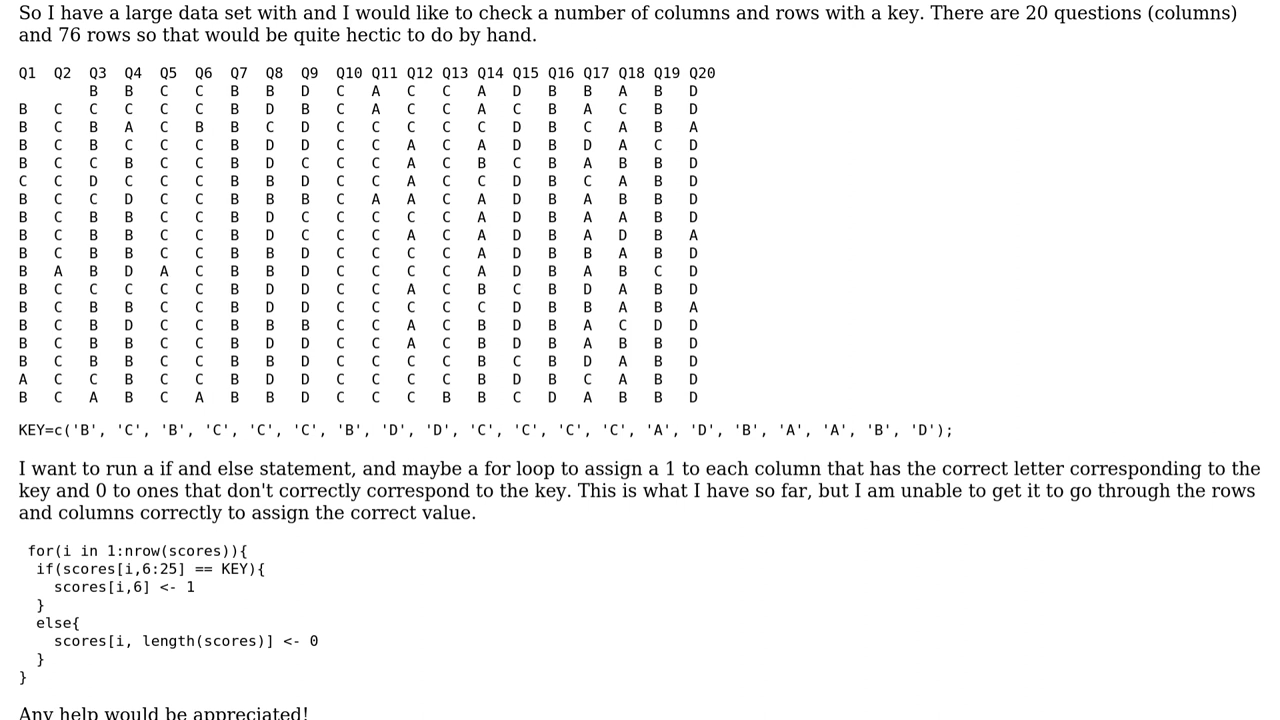 So I have a large data set with and I would like to check a number of columns and rows with a key. There are 20 questions (columns)
and 76 rows so that would be quite hectic to do by hand.
Q1 Q2 Q3 Q4 Q5 Q6 Q7 Q8 Q9 Q10 Q11 Q12 Q13 Q14 Q15 Q16 Q17 Q18 Q19 Q20
B B C C B B D C A C C A D B B A B D
B C C C C C B D B C A C C A C B A C B D
B C B A C B B C D C C C C C D B C A B A
B C B C C C B D D C C A C A D B D A C D
B C C B C C B D C C C A C B C B A B B D
C C D C C C B B D C C A C C D B C A B D
B C C D C C B B B C A A C A D B A B B D
B C B B C C B D C C C C C A D B A A B D
B C B B C C B D C C C A C A D B A D B A
B C B B C C B B D C C C C A D B B A B D
B A B D A C B B D C C C C A D B A B C D
B C C C C C B D D C C A C B C B D A B D
B C B B C C B D D C C C C C D B B A B A
B C B D C C B B B C C A C B D B A C D D
B C B B C C B D D C C A C B D B A B B D
B C B B C C B B D C C C C B C B D A B D
A C C B C C B D D C C C C B D B C A B D
B C A B C A B B D C C C B B C D A B B D
KEY=c('B', 'C', 'B', 'C', 'C', 'C', 'B', 'D', 'D', 'C', 'C', 'C', 'C', 'A', 'D', 'B', 'A', 'A', 'B', 'D');
I want to run a if and else statement, and maybe a for loop to assign a 1 to each column that has the correct letter corresponding to the
key and 0 to ones that don't correctly correspond to the key. This is what I have so far, but I am unable to get it to go through the rows
and columns correctly to assign the correct value.
for(i in 1:nrow(scores)){
if(scores[i,6:25] == KEY){
scores[i,6] <- 1
}
else{
scores[i, length(scores)] <- 0
}
}
Any help would be appreciated!